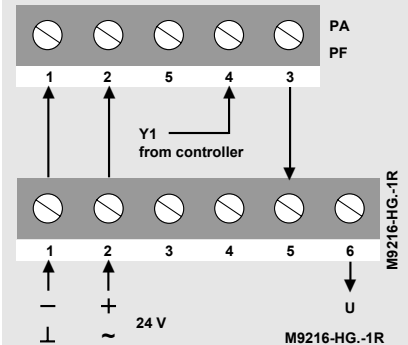 PA
PF
1 2 5 4 3
Y1
from controller
M9216-HG.-1R
1 2 3 4 5 6
− +
24 V
U
⊥ ~
M9216-HG.-1R